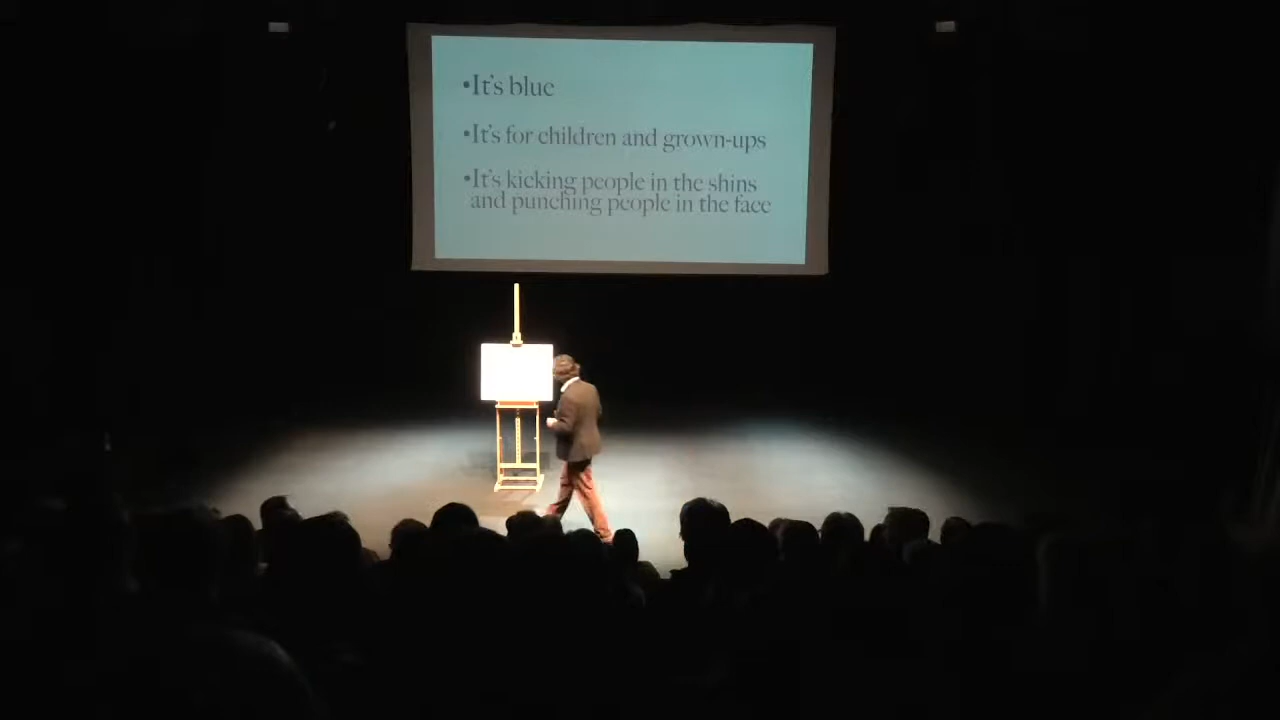 •It's blue
•It's for children and grown-ups
•It's kicking people in the shins
and punching people in the face